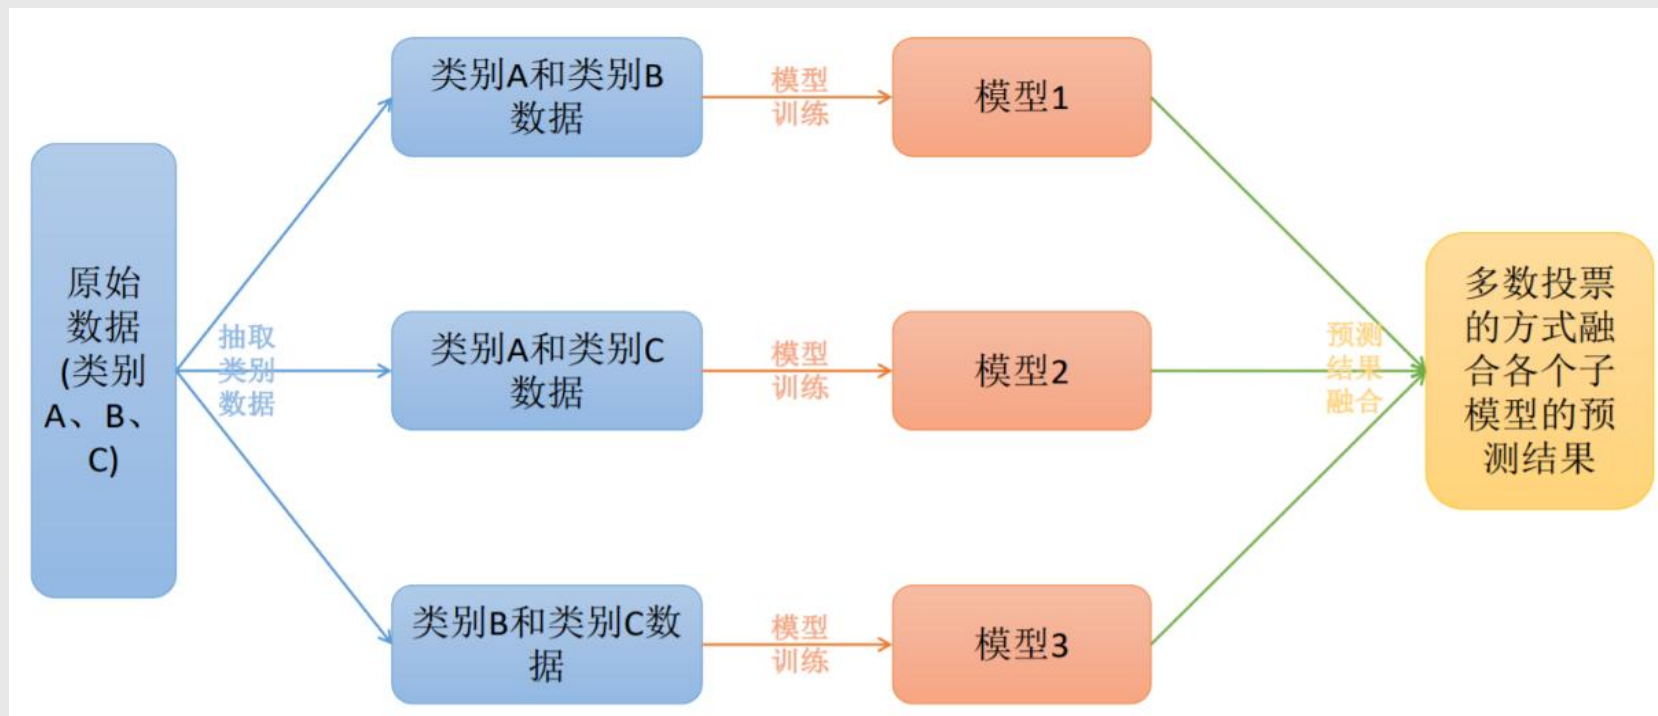 原始
数据
(类别
A、B、
C)
抽取
类别
数据
类别A和类别B
数据
模型
训练
模型1
类别A和类别C
数据
模型
训练
模型2
类别B和类别C数
据
模型
训练
模型3
预测
结果
融合
多数投票
的方式融
合各个子
模型的预
测结果